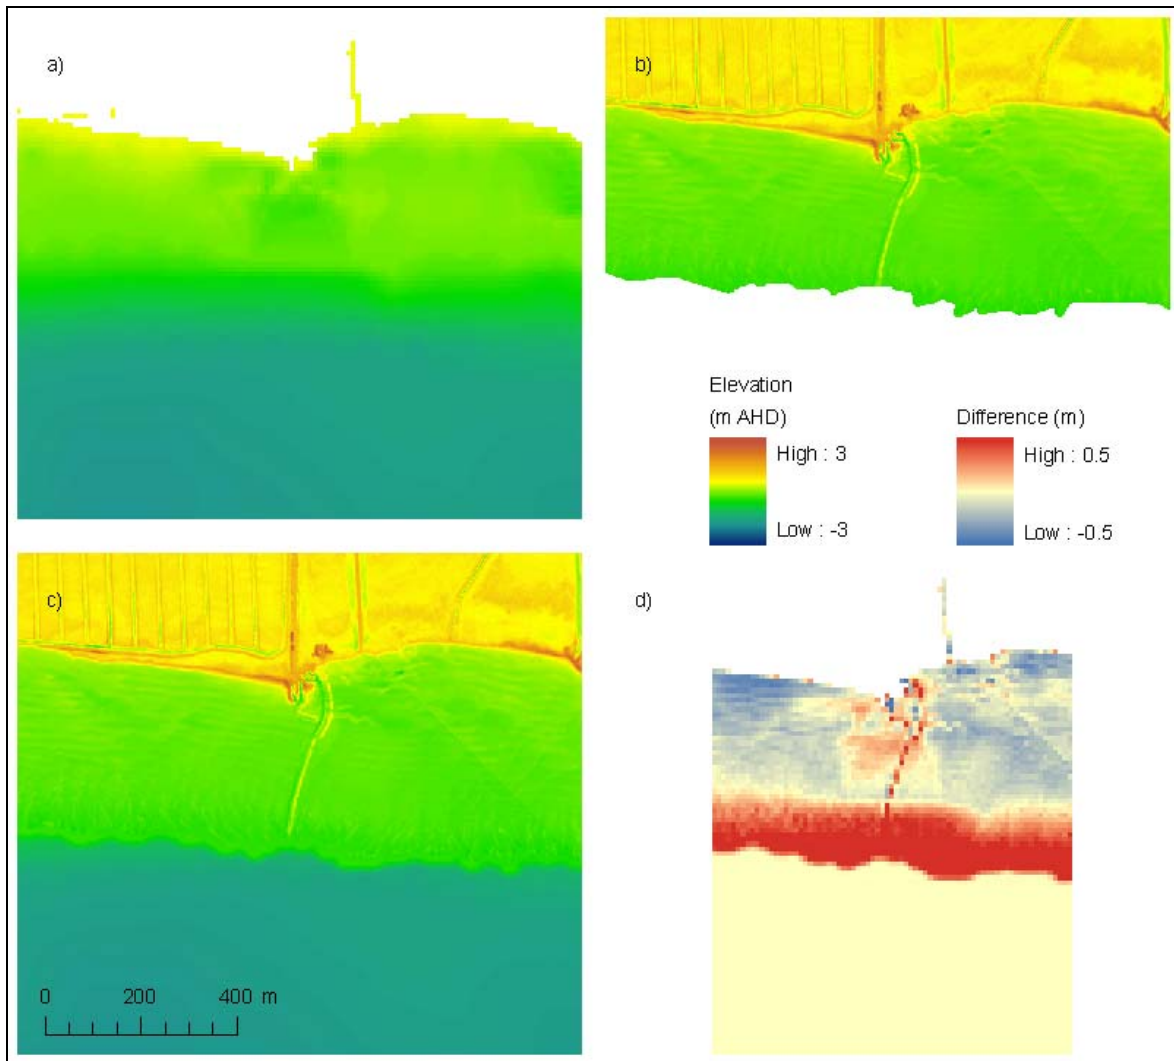 a)
b)
Elevation
(m AHD)
High : 3
Low : -3
Difference (m)
High : 0.5
Low : -0.5
c)
d)
0 200 400 m